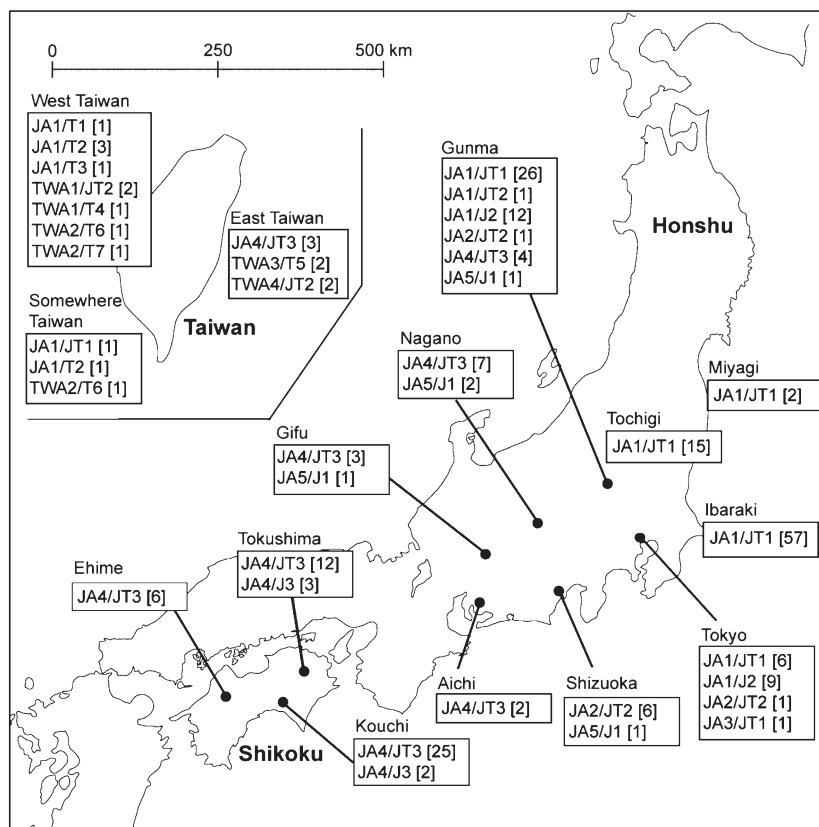 0 250 500 km
West Taiwan
JA1/T1 [1]
JA1/T2 [3]
JA1/T3 [1]
TWA1/JT2 [2]
TWA1/T4 [1]
TWA2/T6 [1]
TWA2/T7 [1]
East Taiwan
JA4/JT3 [3]
TWA3/T5 [2]
TWA4/JT2 [2]
Somewhere
Taiwan
JA1/JT1 [1]
JA1/T2 [1]
TWA2/T6 [1]
Taiwan
Gunma
JA1/JT1 [26]
JA1/JT2 [1]
JA1/J2 [12]
JA2/JT2 [1]
JA4/JT3 [4]
JA5/J1 [1]
Honshu
Nagano
JA4/JT3 [7]
JA5/J1 [2]
Miyagi
JA1/JT1 [2]
Tochigi
JA1/JT1 [15]
Gifu
JA4/JT3 [3]
JA5/J1 [1]
Ibaraki
JA1/JT1 [57]
Tokushima
JA4/JT3 [12]
JA4/J3 [3]
Ehime
JA4/JT3 [6]
Tokyo
JA1/JT1 [6]
JA1/J2 [9]
JA2/JT2 [1]
JA3/JT1 [1]
Aichi
JA4/JT3 [2]
Shizuoka
JA2/JT2 [6]
JA5/J1 [1]
Kouchi
JA4/JT3 [25]
JA4/J3 [2]
Shikoku